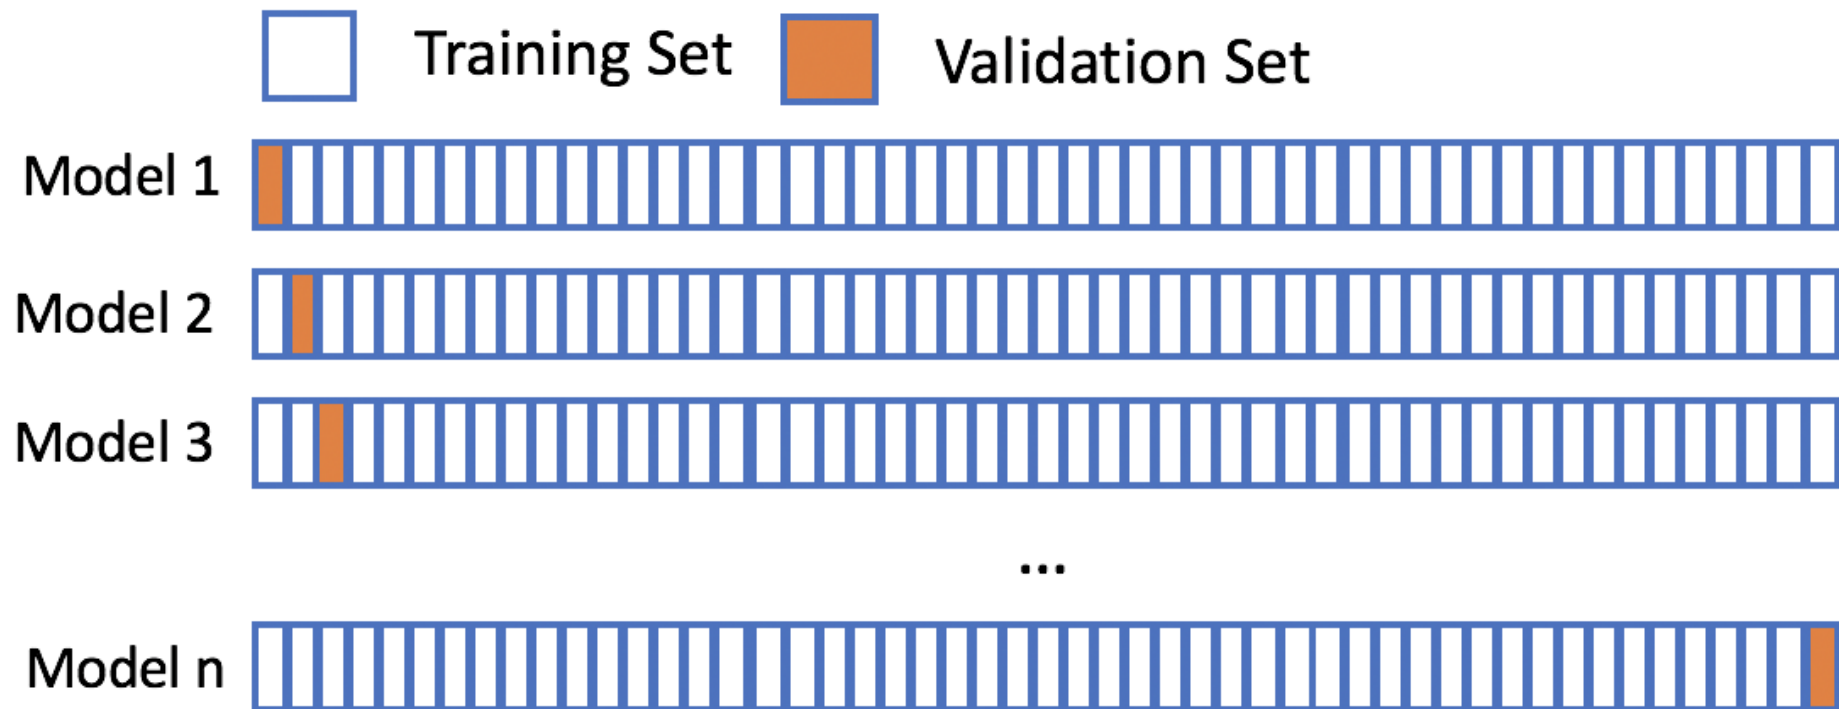 Training Set
Validation Set
Model 1
Model 2
Model 3
...
Model n